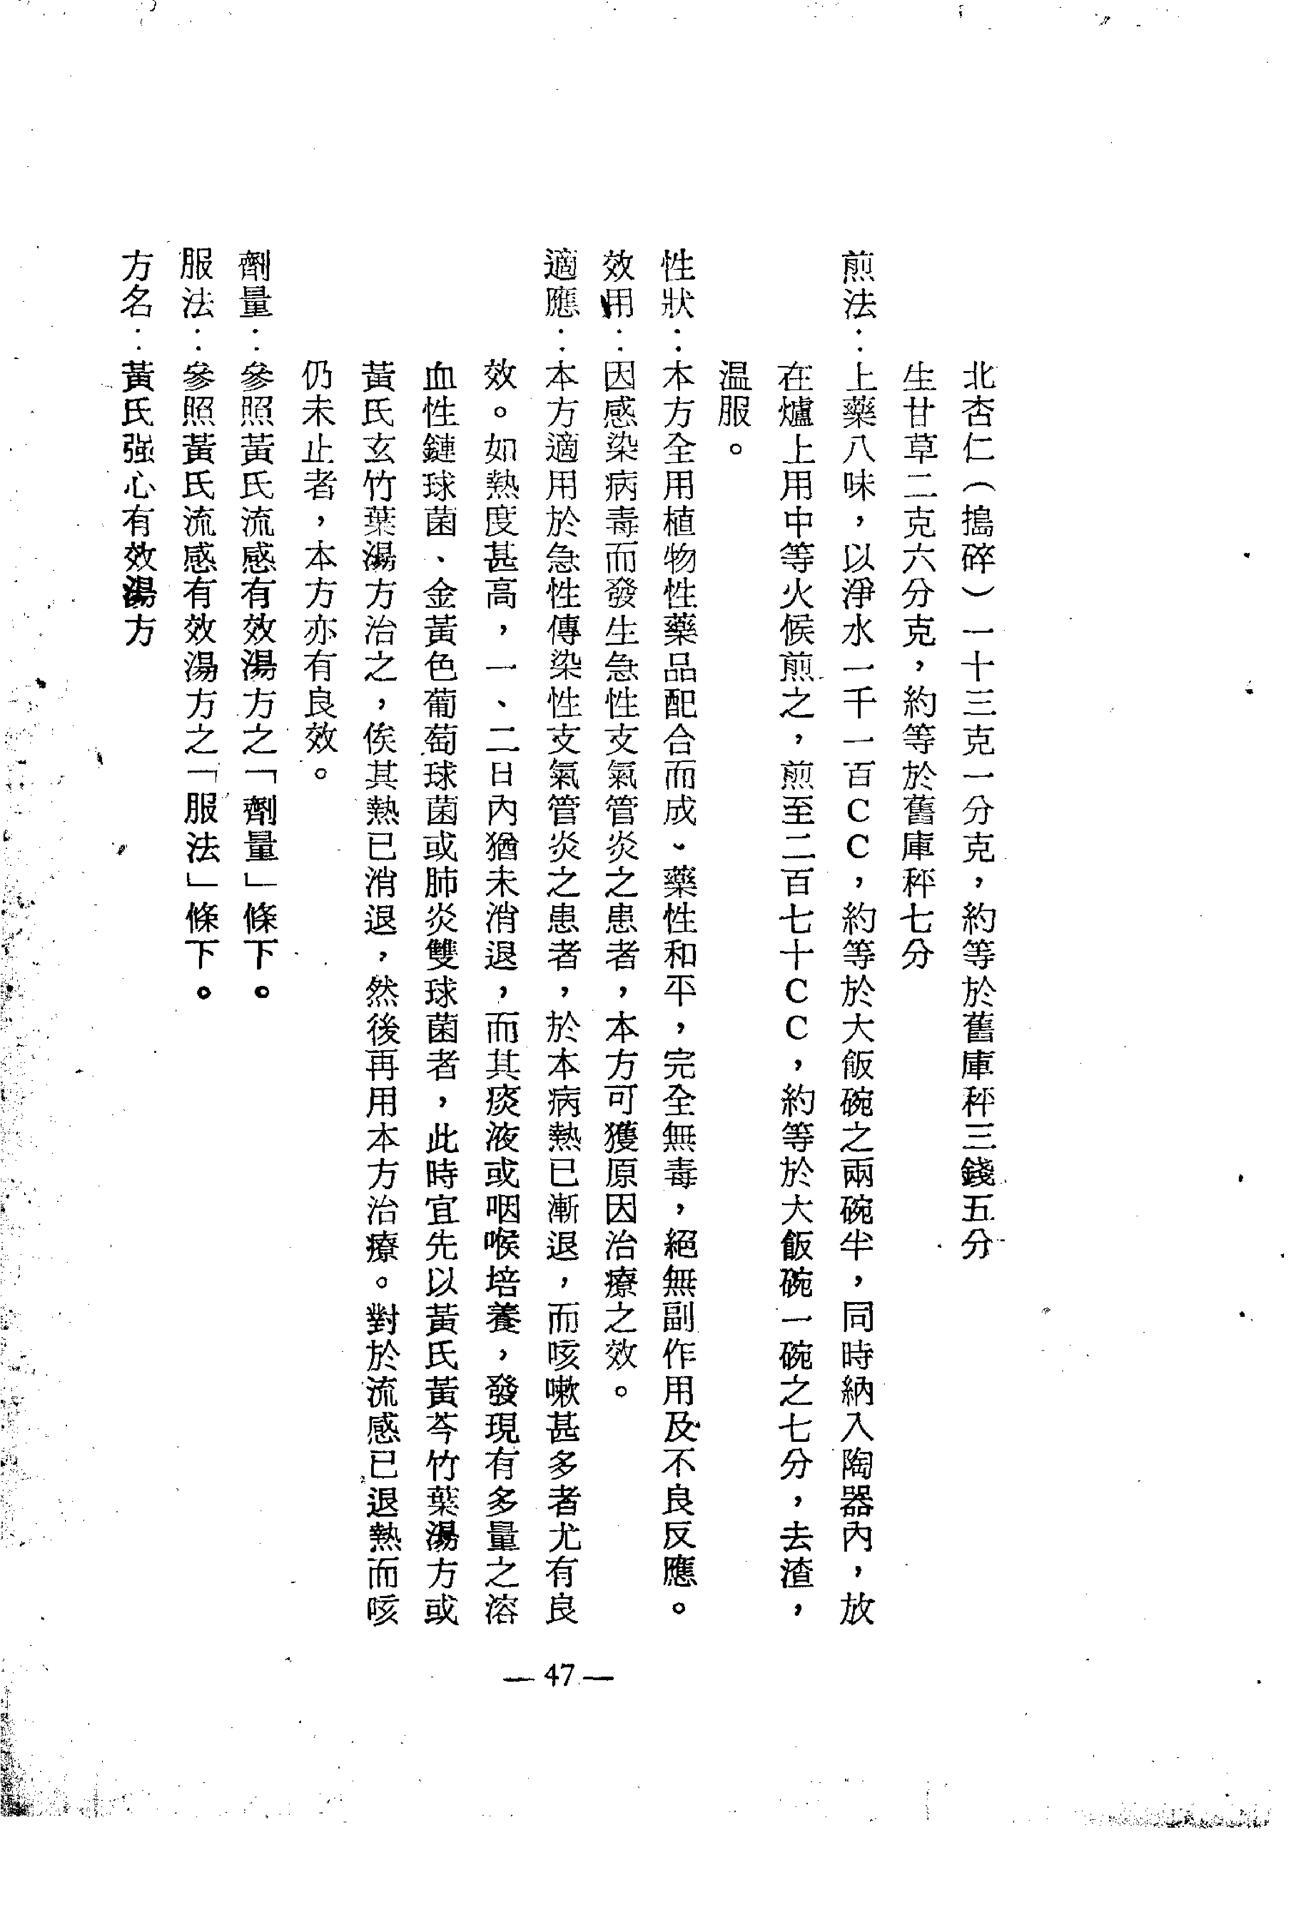 北杏仁（搗碎）一十三克一分克，約等於舊庫秤三錢五分
生甘草二克六分克，約等於舊庫秤七分
煎法：上藥八味，以淨水一千一百CC，約等於大飯碗之兩碗半，同時納入陶器內，放
在爐上用中等火候煎之，煎至二百七十CC，約等於大飯碗一碗之七分，去渣，
温服。
性狀：本方全用植物性藥品配合而成、藥性和平，完全無毒，絕無副作用及不良反應。
效用：因感染病毒而發生急性支氣管炎之患者，本方可獲原因治療之效。
適應：本方適用於急性傳染性支氣管炎之患者，於本病熱已漸退，而咳嗽甚多者尤有良
效。如熱度甚高，一、二日內猶未消退，而其痰液或咽喉培養，發現有多量之溶
血性鏈球菌、金黃色葡萄球菌或肺炎雙球菌者，此時宜先以黃氏黃芩竹葉湯方或
黃氏玄竹葉湯方治之，俟其熱已消退，然後再用本方治療。對於流感已退熱而咳
仍未止者，本方亦有良效。
劑量：參照黃氏流感有效湯方之「劑量」條下。
服法：參照黃氏流感有效湯方之「服法」條下。
方名：黃氏强心有效湯方
— 47 —